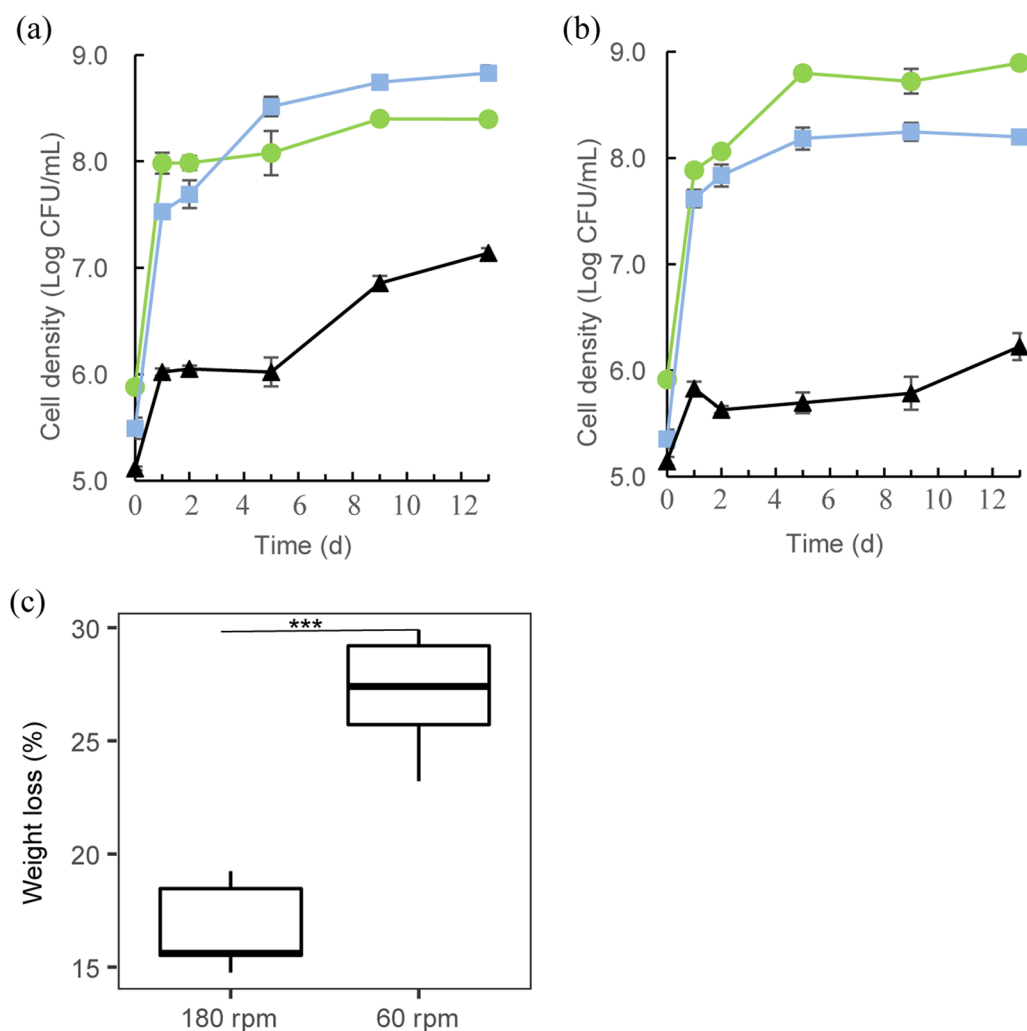 (a)
9.0
8.0
7.0
6.0
5.0
Cell density (Log CFU/mL)
0 2 4 6 8 10 12
Time (d)
(b)
9.0
8.0
7.0
6.0
5.0
Cell density (Log CFU/mL)
0 2 4 6 8 10 12
Time (d)
(c)
30
25
20
15
Weight loss (%)
***
180 rpm 60 rpm